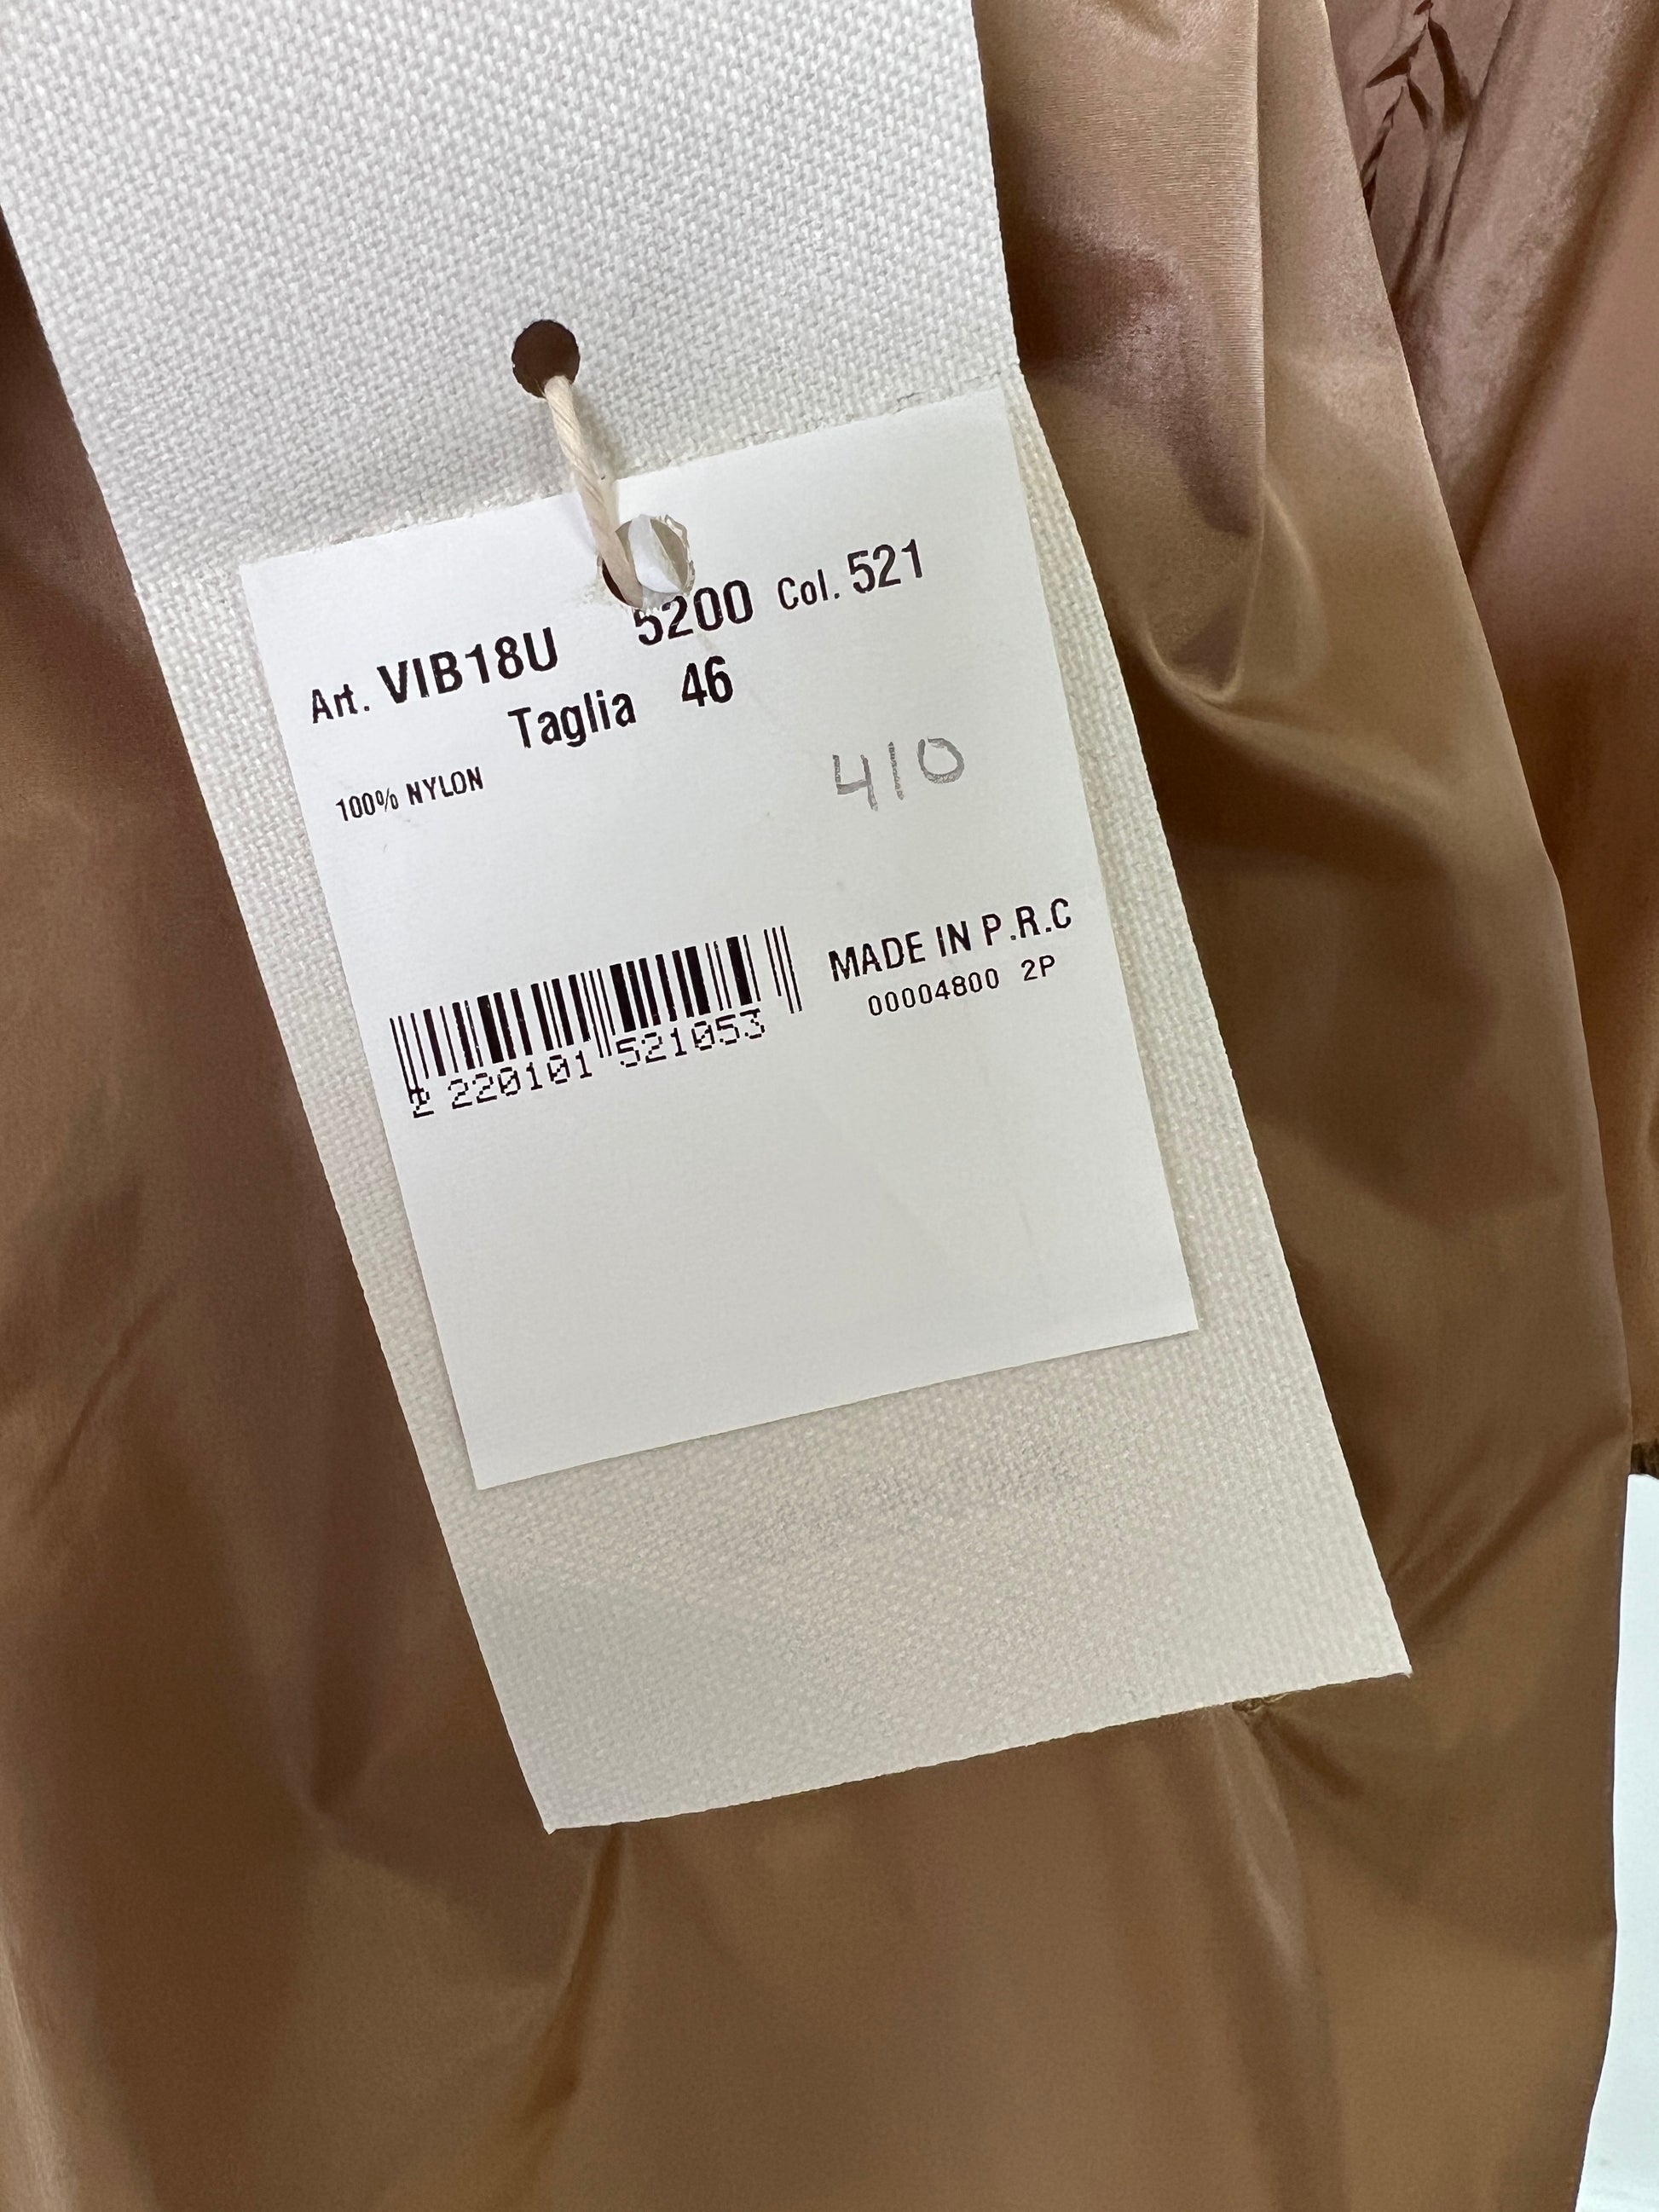 Art. VIB18U 5200 Col. 521
Taglia 46
100% NYLON
410
MADE IN P.R.C
00004800 2P
2 220101 521053